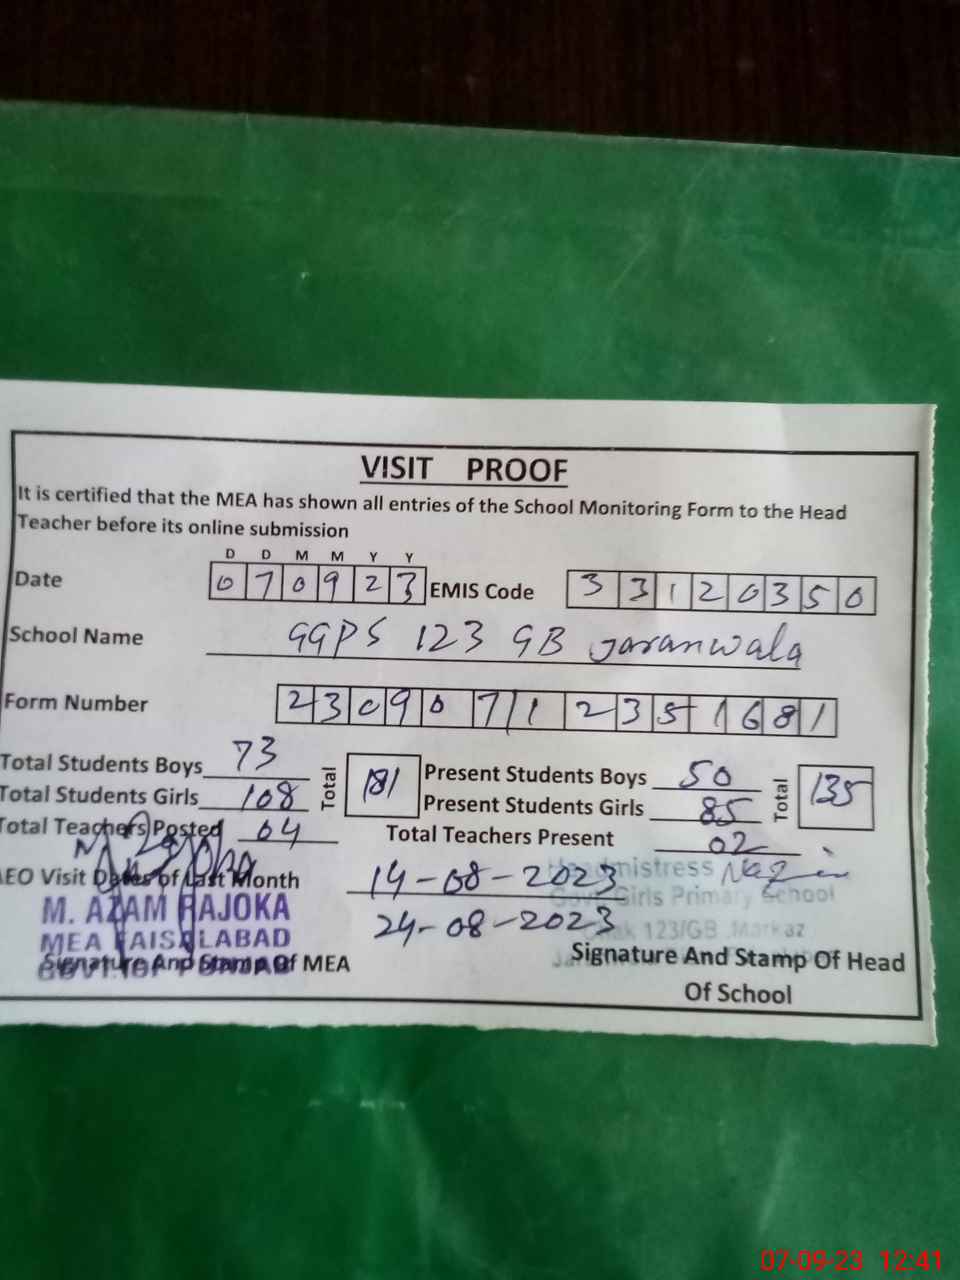 VISIT PROOF
It is certified that the MEA has shown all entries of the School Monitoring Form to the Head
Teacher before its online submission
D D M M Y Y
Date 0 7 0 9 2 3 EMIS Code 3 3 1 2 0 3 5 0
School Name GGPS 123 GB Jaranwala
Form Number 2 3 0 9 0 7 1 1 2 3 5 1 6 8 1
Total Students Boys 73 Total 181 Present Students Boys 50 Total 135
Total Students Girls 108 Present Students Girls 85
Total Teachers Posted 04 Total Teachers Present 02
AEO Visit Dates of Last Month 14-08-2023
24-08-2023
Headmistress
Govt. Girls Primary School
Chak 123/GB Markaz
M. AZAM RAJOKA
MEA FAISALABAD
GOVT. OF PUNJAB
Signature And Stamp Of MEA
Signature And Stamp Of Head
Of School
07-09-23 12:41